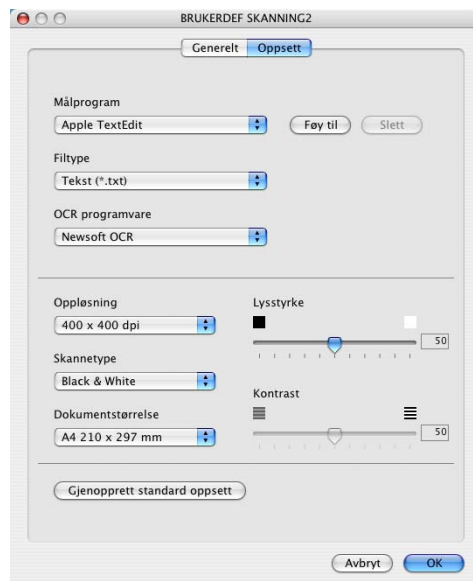 BRUKERDEF SKANNING2
Generelt Oppsett
Målprogram
Apple TextEdit Føy til Slett
Filtype
Tekst (*.txt)
OCR programvare
Newsoft OCR
Oppløsning Lysstyrke
400 x 400 dpi 50
Skannetype
Black & White
Kontrast
Dokumentstørrelse
A4 210 x 297 mm 50
Gjenopprett standard oppsett
Avbryt OK